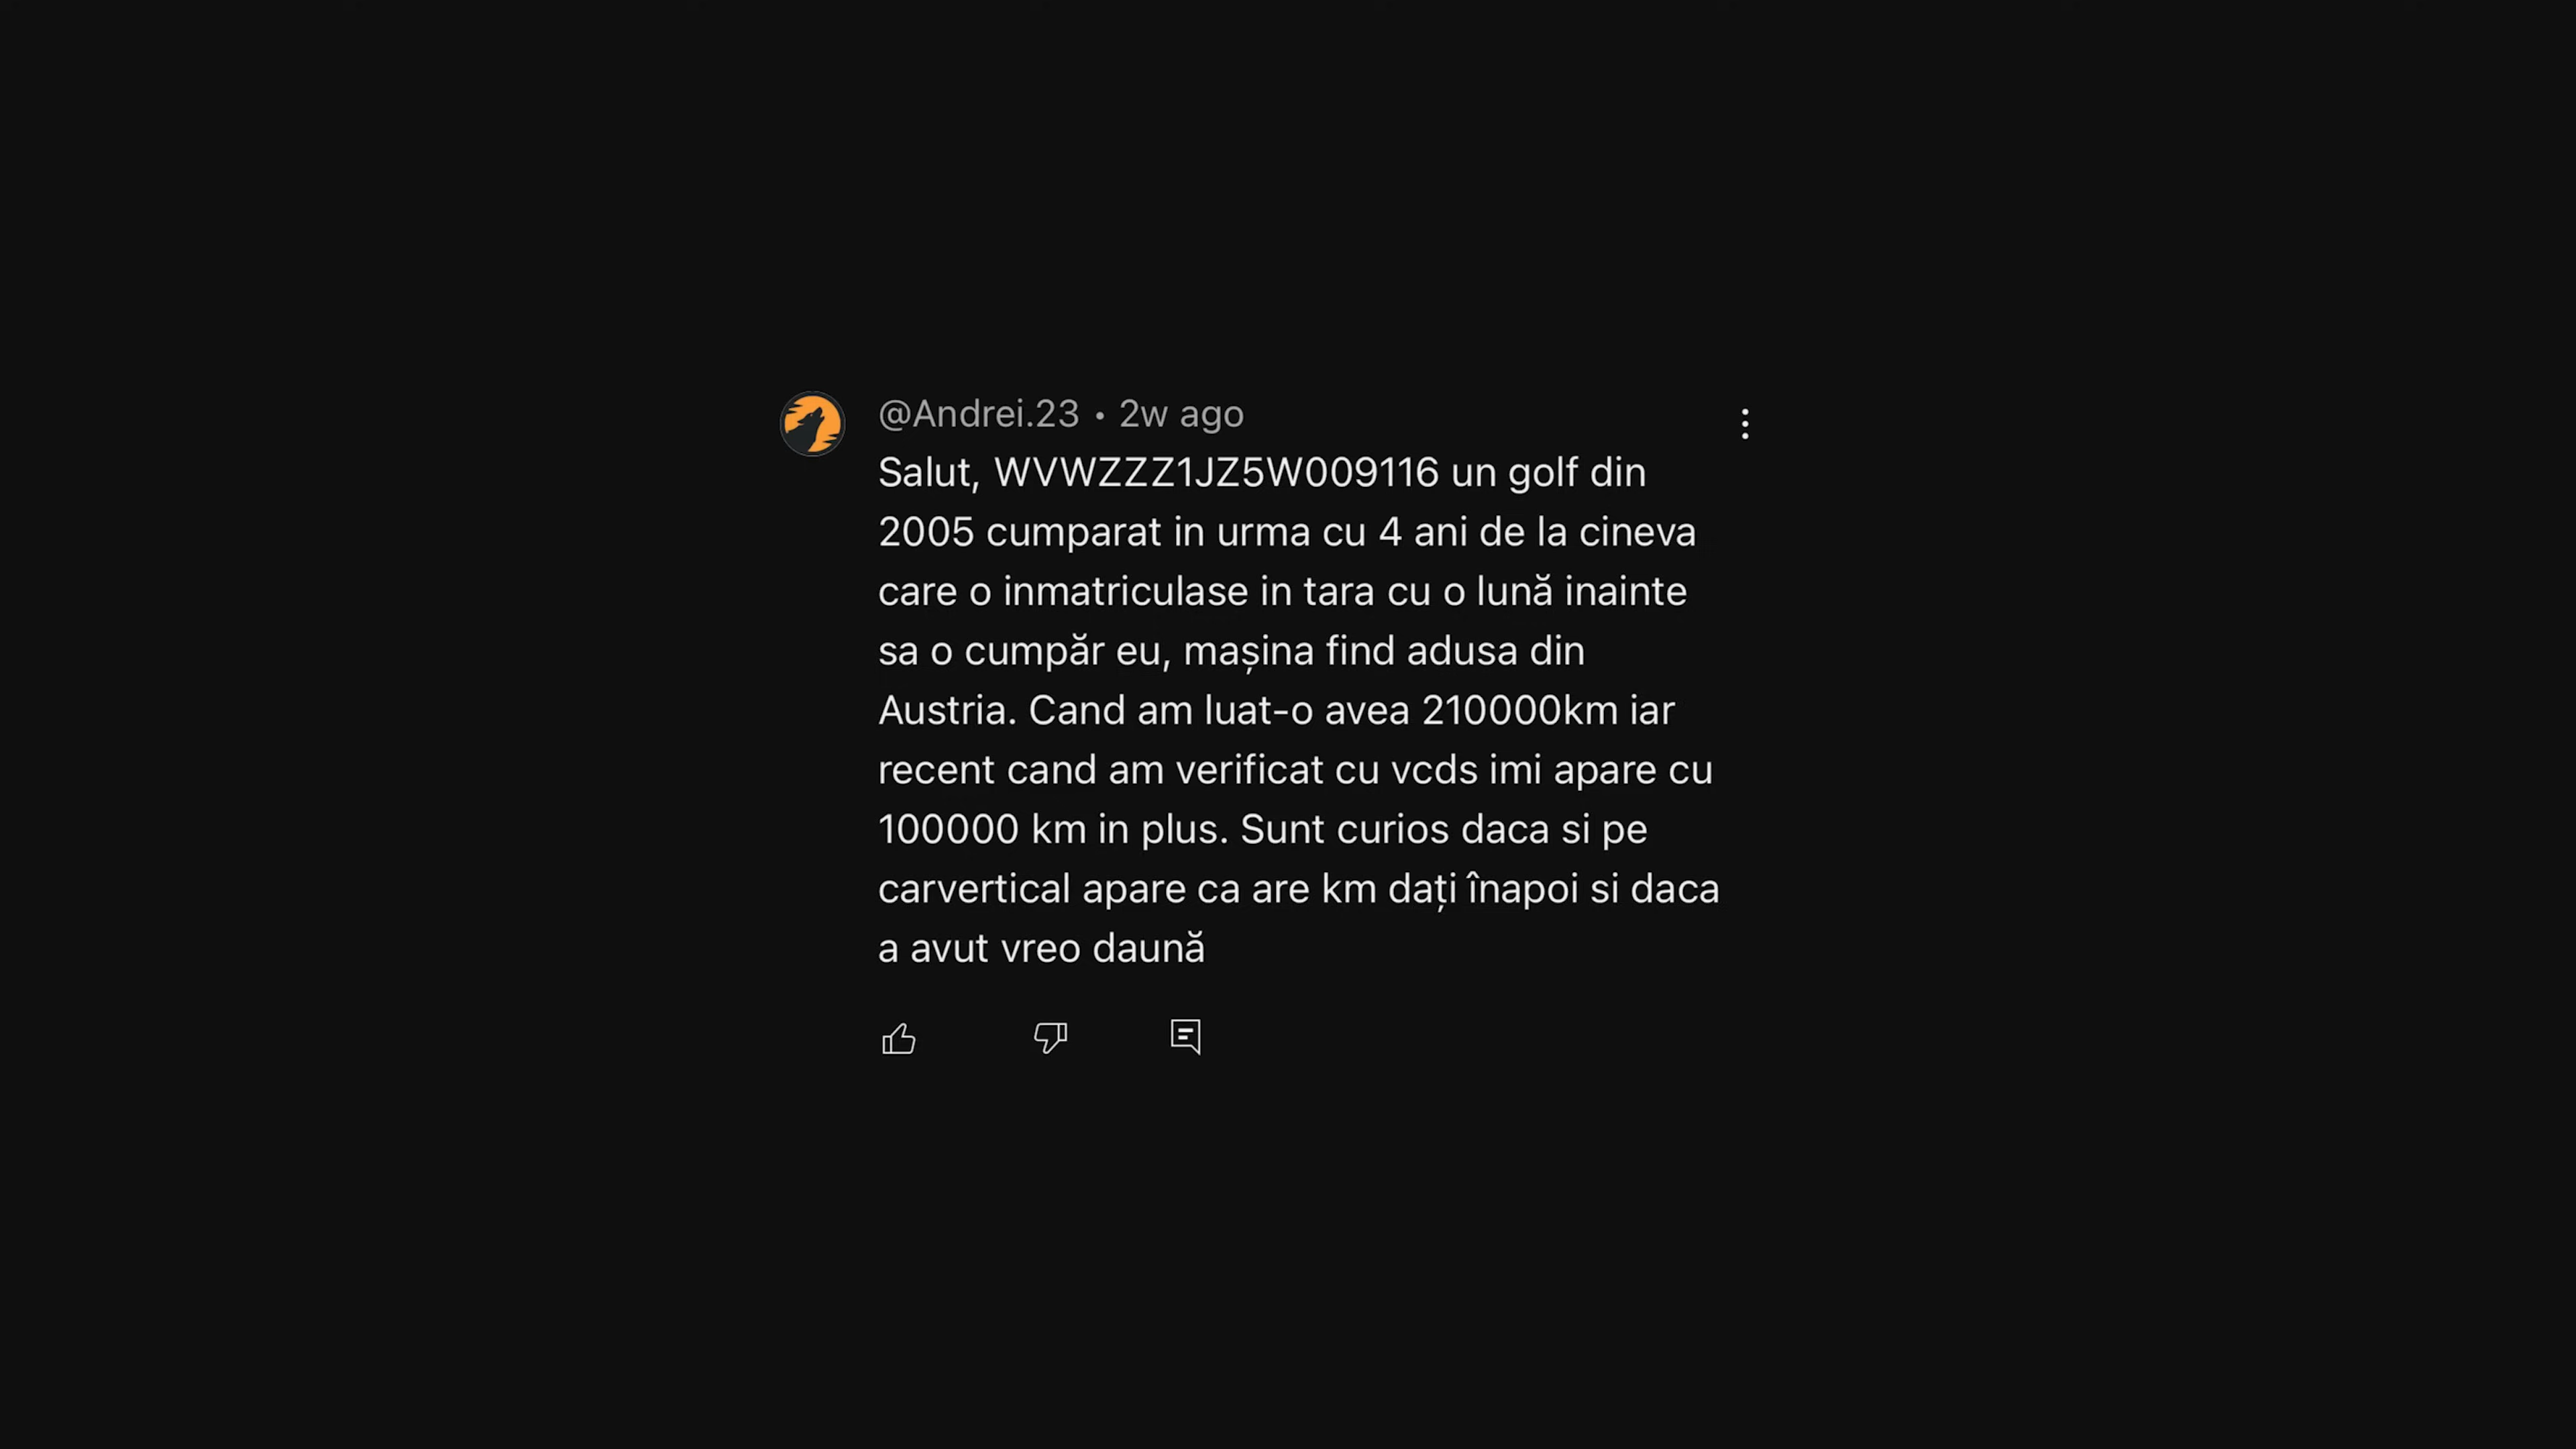 @Andrei.23 • 2w ago
Salut, WVWZZZ1JZ5W009116 un golf din
2005 cumparat in urma cu 4 ani de la cineva
care o inmatriculase in tara cu o lună inainte
sa o cumpăr eu, mașina find adusa din
Austria. Cand am luat-o avea 210000km iar
recent cand am verificat cu vcds imi apare cu
100000 km in plus. Sunt curios daca si pe
carvertical apare ca are km dați înapoi si daca
a avut vreo daună